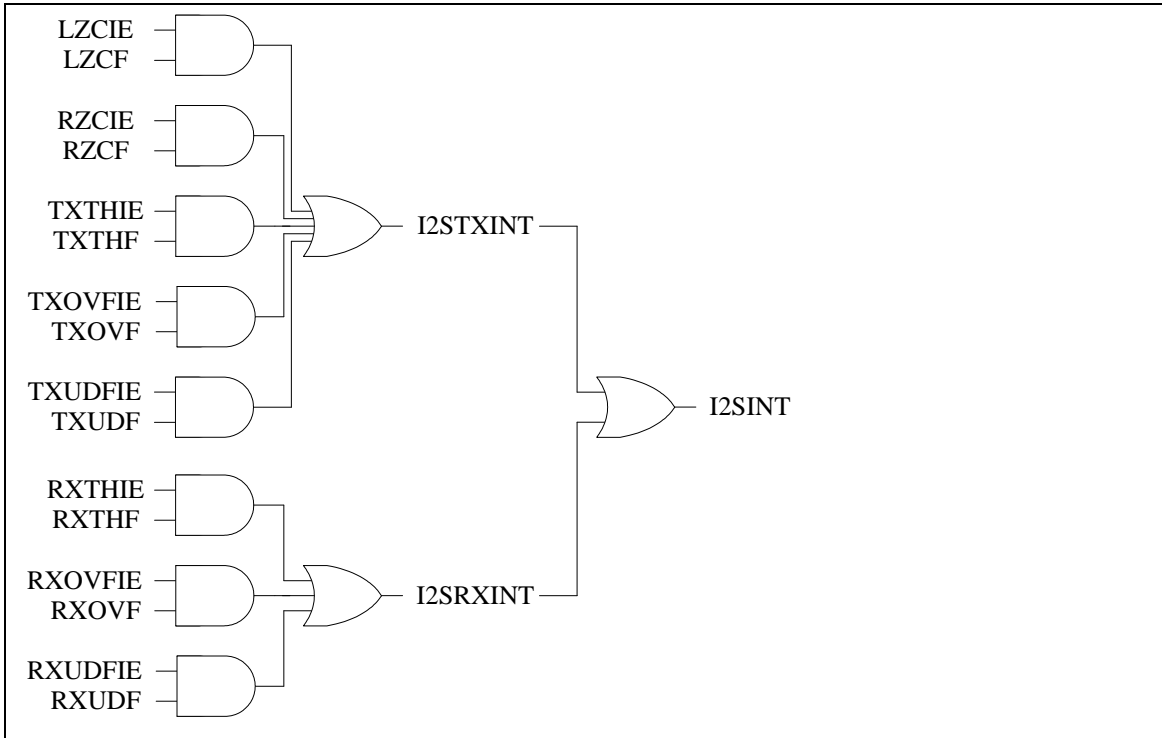 LZCIE
LZCF
RZCIE
RZCF
TXTHIE
TXTHF
I2STXINT
TXOVFIE
TXOVF
TXUDFIE
TXUDF
I2SINT
RXTHIE
RXTHF
RXOVFIE
RXOVF
I2SRXINT
RXUDFIE
RXUDF